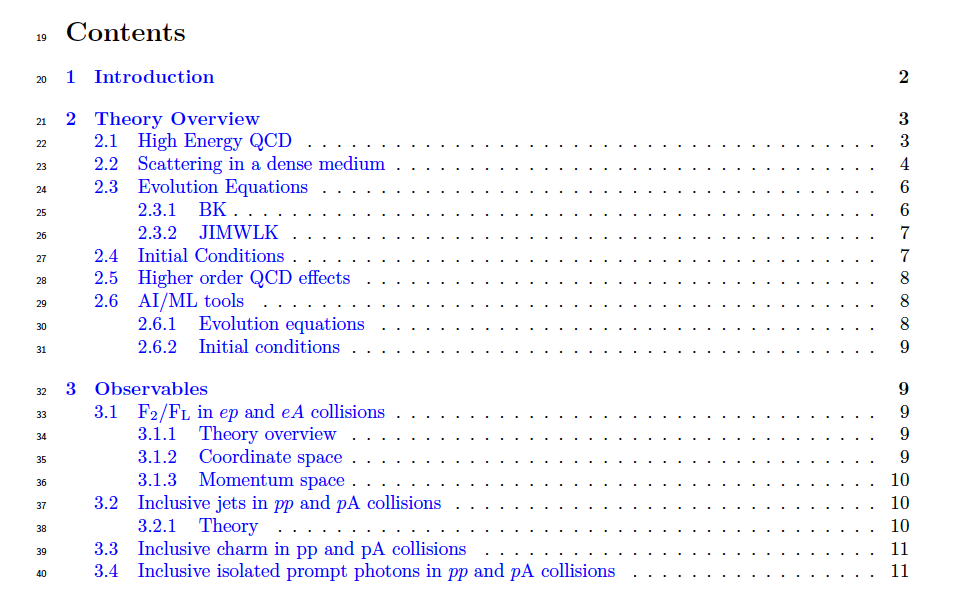 19 Contents
20 1 Introduction 2
21 2 Theory Overview 3
22 2.1 High Energy QCD . . . . . . . . . . . . . . . . . . . . . . . . . . . . . . . . . . . . . . . 3
23 2.2 Scattering in a dense medium . . . . . . . . . . . . . . . . . . . . . . . . . . . . . . . . . 4
24 2.3 Evolution Equations . . . . . . . . . . . . . . . . . . . . . . . . . . . . . . . . . . . . . . 6
25 2.3.1 BK . . . . . . . . . . . . . . . . . . . . . . . . . . . . . . . . . . . . . . . . . . . . 6
26 2.3.2 JIMWLK . . . . . . . . . . . . . . . . . . . . . . . . . . . . . . . . . . . . . . . . 7
27 2.4 Initial Conditions . . . . . . . . . . . . . . . . . . . . . . . . . . . . . . . . . . . . . . . . 7
28 2.5 Higher order QCD effects . . . . . . . . . . . . . . . . . . . . . . . . . . . . . . . . . . . 8
29 2.6 AI/ML tools . . . . . . . . . . . . . . . . . . . . . . . . . . . . . . . . . . . . . . . . . . 8
30 2.6.1 Evolution equations . . . . . . . . . . . . . . . . . . . . . . . . . . . . . . . . . . 8
31 2.6.2 Initial conditions . . . . . . . . . . . . . . . . . . . . . . . . . . . . . . . . . . . . 9
32 3 Observables 9
33 3.1 F₂/F_L in ep and eA collisions . . . . . . . . . . . . . . . . . . . . . . . . . . . . . . . . . 9
34 3.1.1 Theory overview . . . . . . . . . . . . . . . . . . . . . . . . . . . . . . . . . . . . 9
35 3.1.2 Coordinate space . . . . . . . . . . . . . . . . . . . . . . . . . . . . . . . . . . . . 9
36 3.1.3 Momentum space . . . . . . . . . . . . . . . . . . . . . . . . . . . . . . . . . . . . 10
37 3.2 Inclusive jets in pp and pA collisions . . . . . . . . . . . . . . . . . . . . . . . . . . . . . 10
38 3.2.1 Theory . . . . . . . . . . . . . . . . . . . . . . . . . . . . . . . . . . . . . . . . . 10
39 3.3 Inclusive charm in pp and pA collisions . . . . . . . . . . . . . . . . . . . . . . . . . . . 11
40 3.4 Inclusive isolated prompt photons in pp and pA collisions . . . . . . . . . . . . . . . . . 11